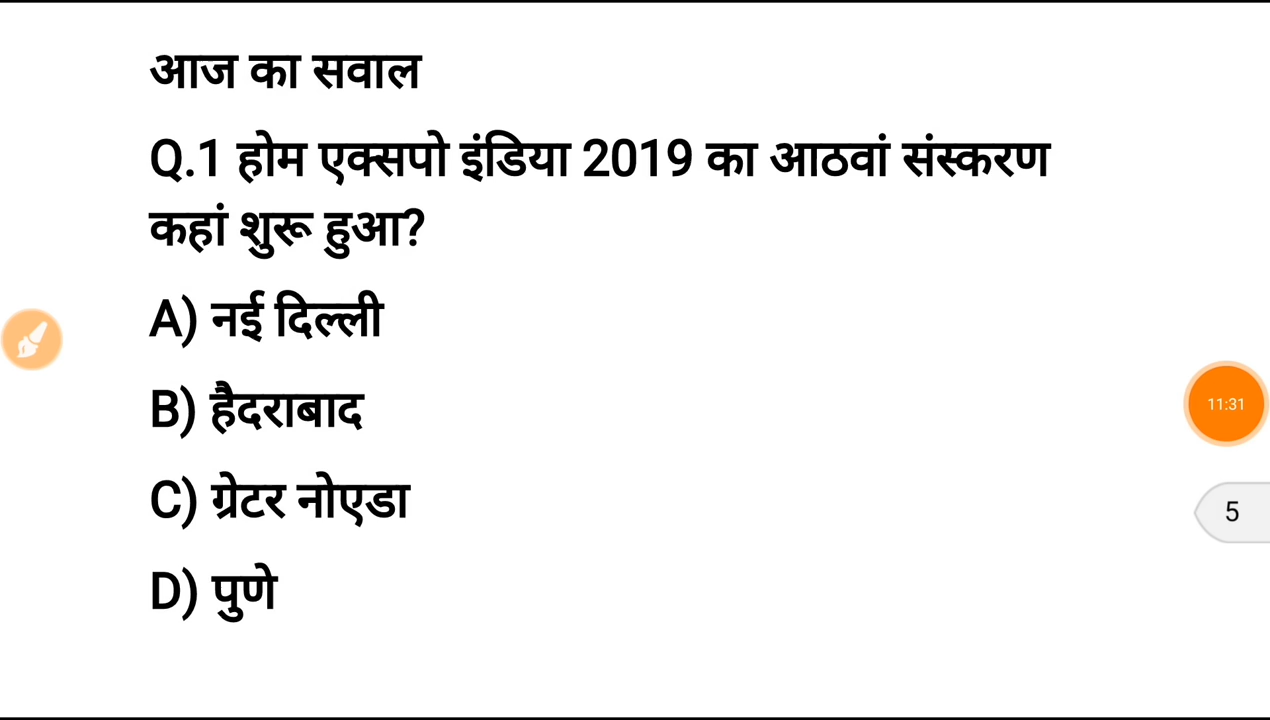 आज का सवाल
Q.1 होम एक्सपो इंडिया 2019 का आठवां संस्करण
कहां शुरू हुआ?
A) नई दिल्ली
B) हैदराबाद
C) ग्रेटर नोएडा
D) पुणे
11:31
5